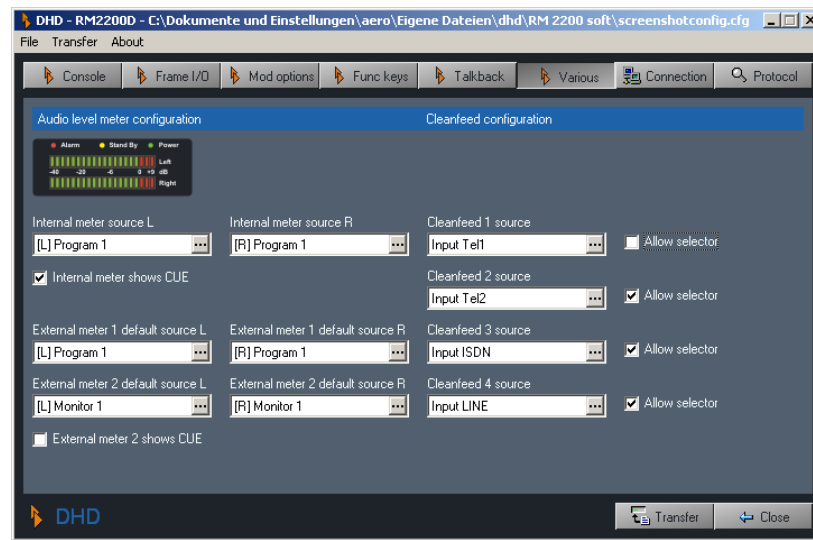 DHD - RM2200D - C:\Dokumente und Einstellungen\aero\Eigene Dateien\dhd\RM 2200 soft\screenshotconfig.cfg
File Transfer About
Console Frame I/O Mod options Func keys Talkback Various Connection Protocol
Audio level meter configuration Cleanfeed configuration
Alarm Stand By Power
Left
-40 -20 -6 0 +9 dB
Right
Internal meter source L Internal meter source R Cleanfeed 1 source
[L] Program 1 ... [R] Program 1 ... Input Tel1 ... Allow selector
Internal meter shows CUE Cleanfeed 2 source
Input Tel2 ... Allow selector
External meter 1 default source L External meter 1 default source R Cleanfeed 3 source
[L] Program 1 ... [R] Program 1 ... Input ISDN ... Allow selector
External meter 2 default source L External meter 2 default source R Cleanfeed 4 source
[L] Monitor 1 ... [R] Monitor 1 ... Input LINE ... Allow selector
External meter 2 shows CUE
DHD Transfer Close